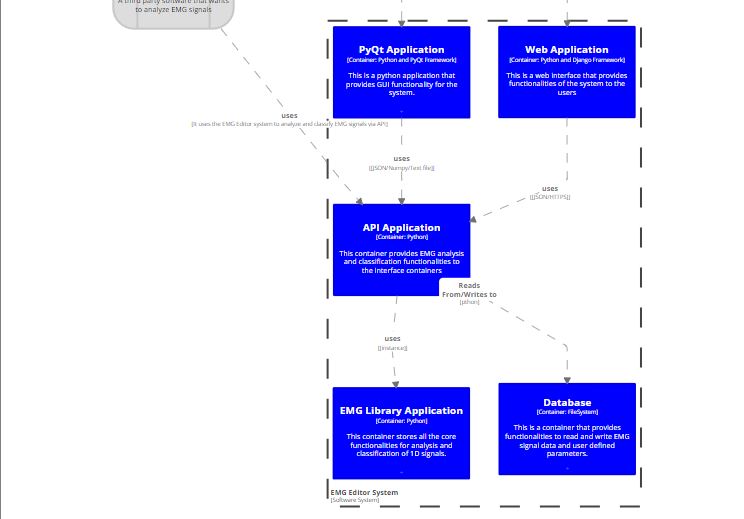 A third party software that wants
to analyze EMG signals
PyQt Application
[Container: Python and PyQt Framework]
This is a python application that
provides GUI functionality for the
system.
Web Application
[Container: Python and Django Framework]
This is a web interface that provides
functionalities of the system to the
users
uses
[It uses the EMG Editor system to analyze and classify EMG signals via API]
uses
[[JSON/Numpy/Text file]]
uses
[[JSON/HTTPS]]
API Application
[Container: Python]
This container provides EMG analysis
and classification functionalities to
the interface containers
Reads
From/Writes to
[pthon]
uses
[[instance]]
EMG Library Application
[Container: Python]
This container stores all the core
functionalities for analysis and
classification of 1D signals.
Database
[Container: FileSystem]
This is a container that provides
functionalities to read and write EMG
signal data and user defined
parameters.
EMG Editor System
[Software System]